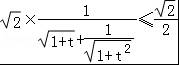 √2 × 1/(√(1+t) + 1/√(1+t²)) ⩽ √2/2